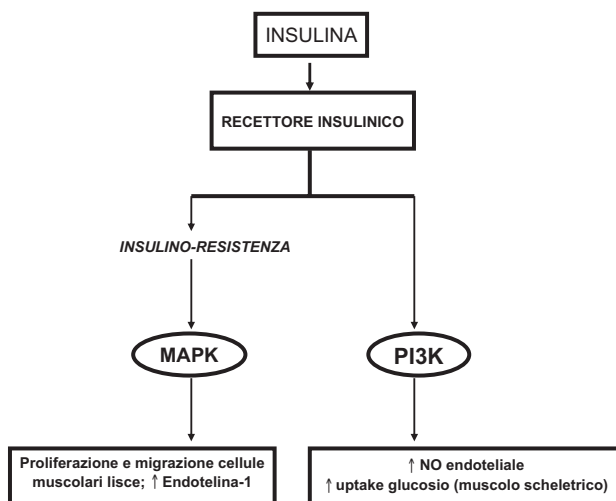 INSULINA
RECETTORE INSULINICO
INSULINO-RESISTENZA
MAPK
PI3K
Proliferazione e migrazione cellule
muscolari lisce; ↑ Endotelina-1
↑ NO endoteliale
↑ uptake glucosio (muscolo scheletrico)